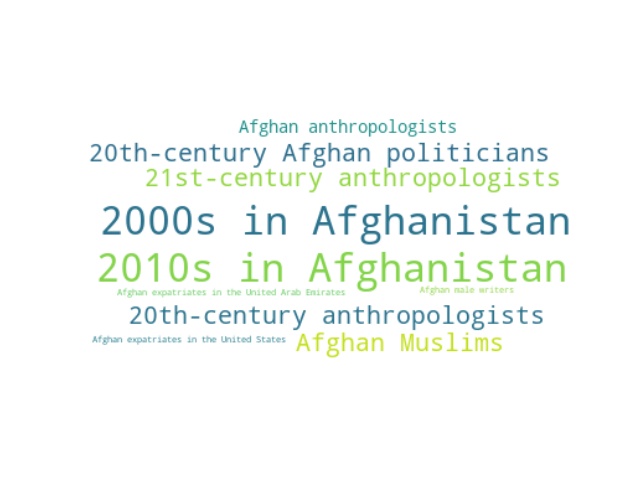 Afghan anthropologists
20th-century Afghan politicians
21st-century anthropologists
2000s in Afghanistan
2010s in Afghanistan
Afghan expatriates in the United Arab Emirates
Afghan male writers
20th-century anthropologists
Afghan expatriates in the United States
Afghan Muslims